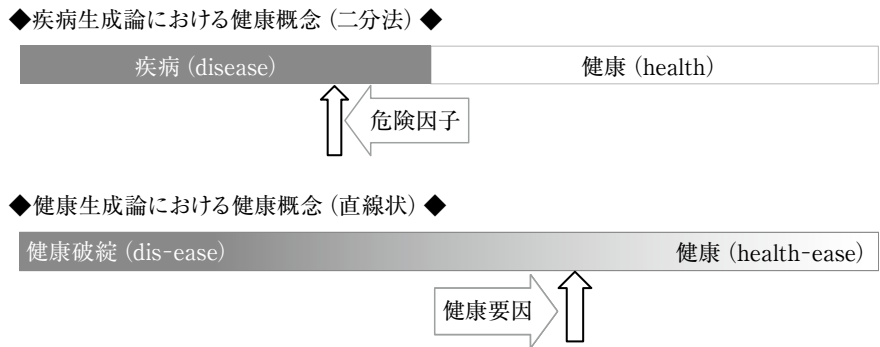 ◆疾病生成論における健康概念（二分法）◆
疾病（disease）
健康（health）
危険因子
◆健康生成論における健康概念（直線状）◆
健康破綻（dis-ease）
健康（health-ease）
健康要因